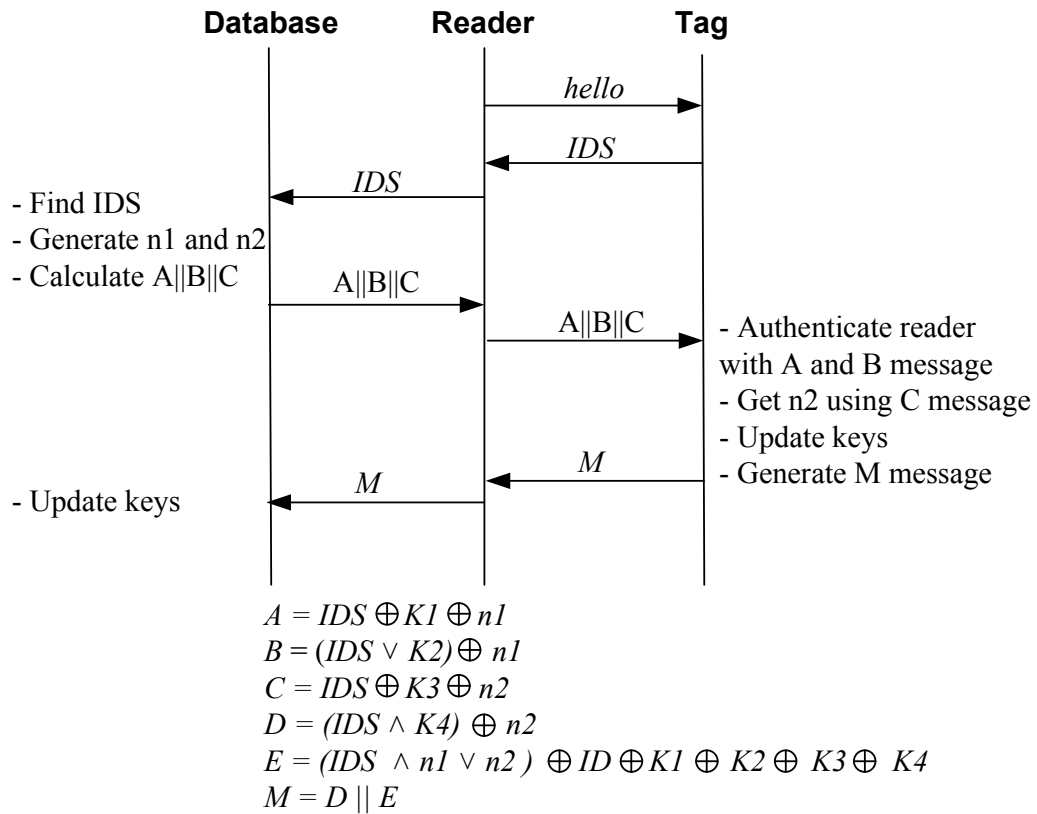 Database Reader Tag
hello
IDS
IDS
- Find IDS
- Generate n1 and n2
- Calculate A||B||C
A||B||C
A||B||C
- Authenticate reader
with A and B message
- Get n2 using C message
- Update keys
- Generate M message
M
M
- Update keys
A = IDS ⊕ K1 ⊕ n1
B = (IDS ∨ K2) ⊕ n1
C = IDS ⊕ K3 ⊕ n2
D = (IDS ∧ K4) ⊕ n2
E = (IDS ∧ n1 ∨ n2 ) ⊕ ID ⊕ K1 ⊕ K2 ⊕ K3 ⊕ K4
M = D || E